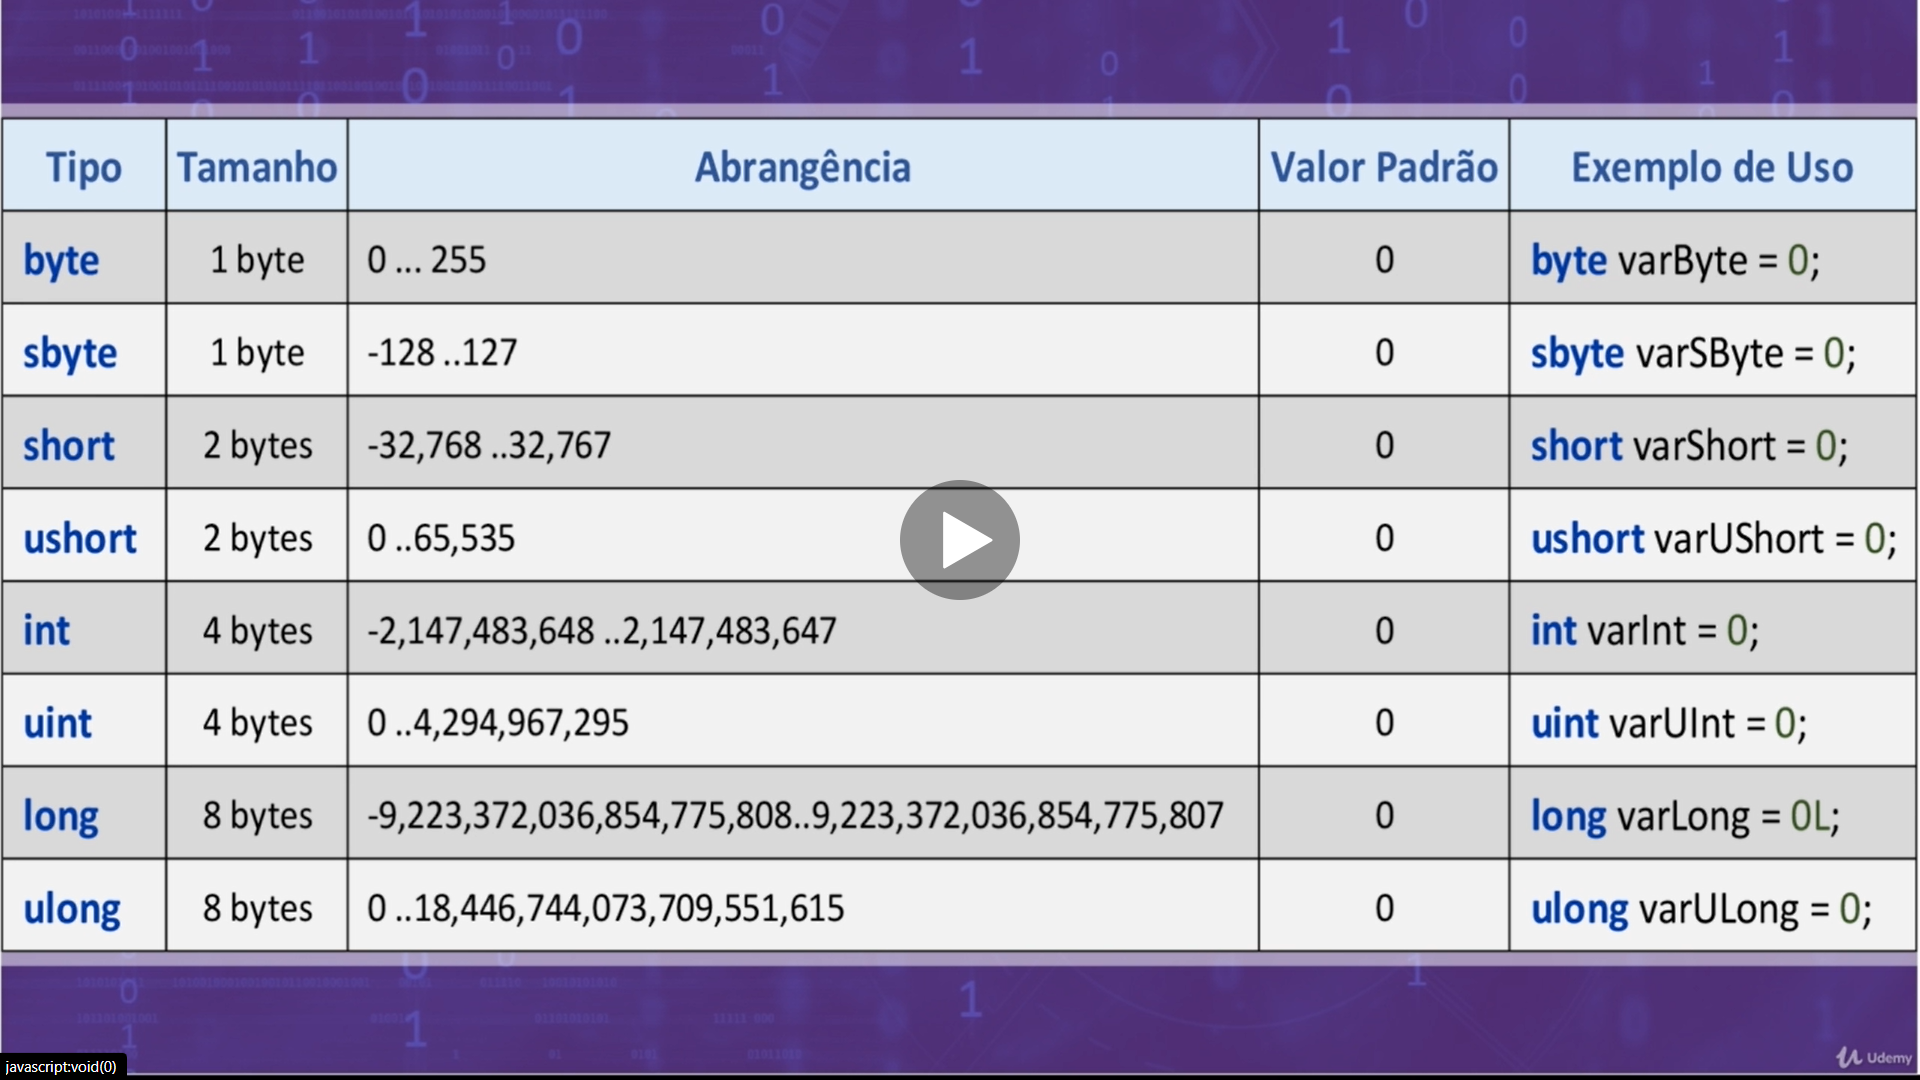 Tipo Tamanho Abrangência Valor Padrão Exemplo de Uso
byte 1 byte 0 ... 255 0 byte varByte = 0;
sbyte 1 byte -128 ..127 0 sbyte varSByte = 0;
short 2 bytes -32,768 ..32,767 0 short varShort = 0;
ushort 2 bytes 0 ..65,535 0 ushort varUShort = 0;
int 4 bytes -2,147,483,648 ..2,147,483,647 0 int varInt = 0;
uint 4 bytes 0 ..4,294,967,295 0 uint varUInt = 0;
long 8 bytes -9,223,372,036,854,775,808..9,223,372,036,854,775,807 0 long varLong = 0L;
ulong 8 bytes 0 ..18,446,744,073,709,551,615 0 ulong varULong = 0;
Udemy
javascript:void(0)